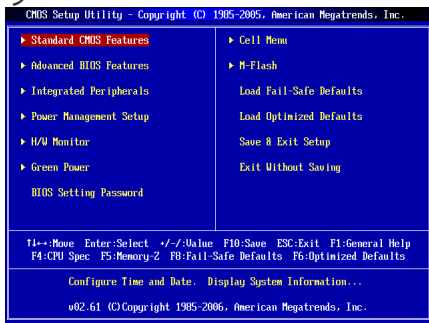 CMOS Setup Utility - Copyright (C) 1985-2005, American Megatrends, Inc.
▶ Standard CMOS Features
▶ Advanced BIOS Features
▶ Integrated Peripherals
▶ Power Management Setup
▶ H/W Monitor
▶ Green Power
BIOS Setting Password
▶ Cell Menu
▶ M-Flash
Load Fail-Safe Defaults
Load Optimized Defaults
Save & Exit Setup
Exit Without Saving
↑↓←→:Move Enter:Select +/-/:Value F10:Save ESC:Exit F1:General Help
F4:CPU Spec F5:Memory-Z F8:Fail-Safe Defaults F6:Optimized Defaults
Configure Time and Date. Display System Information...
v02.61 (C)Copyright 1985-2006, American Megatrends, Inc.